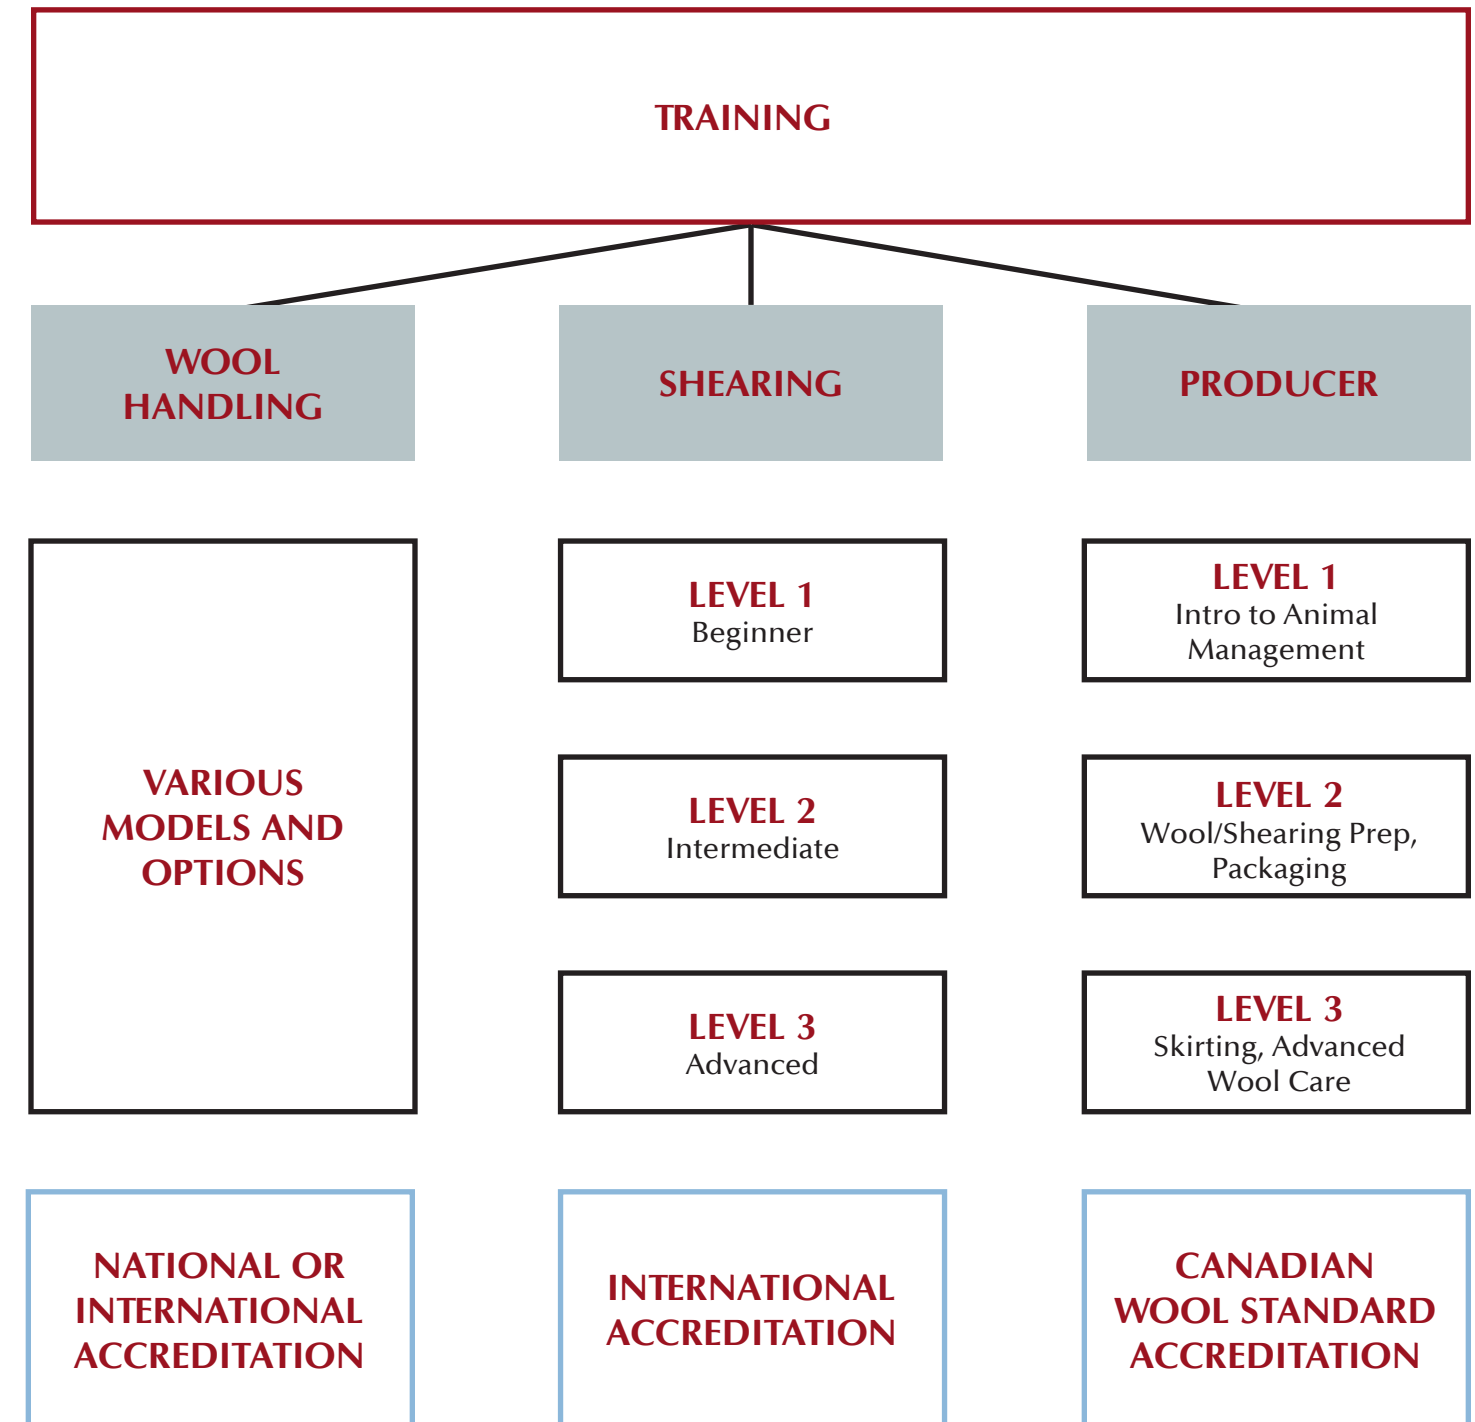 TRAINING
WOOL
HANDLING
SHEARING
PRODUCER
VARIOUS
MODELS AND
OPTIONS
LEVEL 1
Beginner
LEVEL 1
Intro to Animal
Management
LEVEL 2
Intermediate
LEVEL 2
Wool/Shearing Prep,
Packaging
LEVEL 3
Advanced
LEVEL 3
Skirting, Advanced
Wool Care
NATIONAL OR
INTERNATIONAL
ACCREDITATION
INTERNATIONAL
ACCREDITATION
CANADIAN
WOOL STANDARD
ACCREDITATION